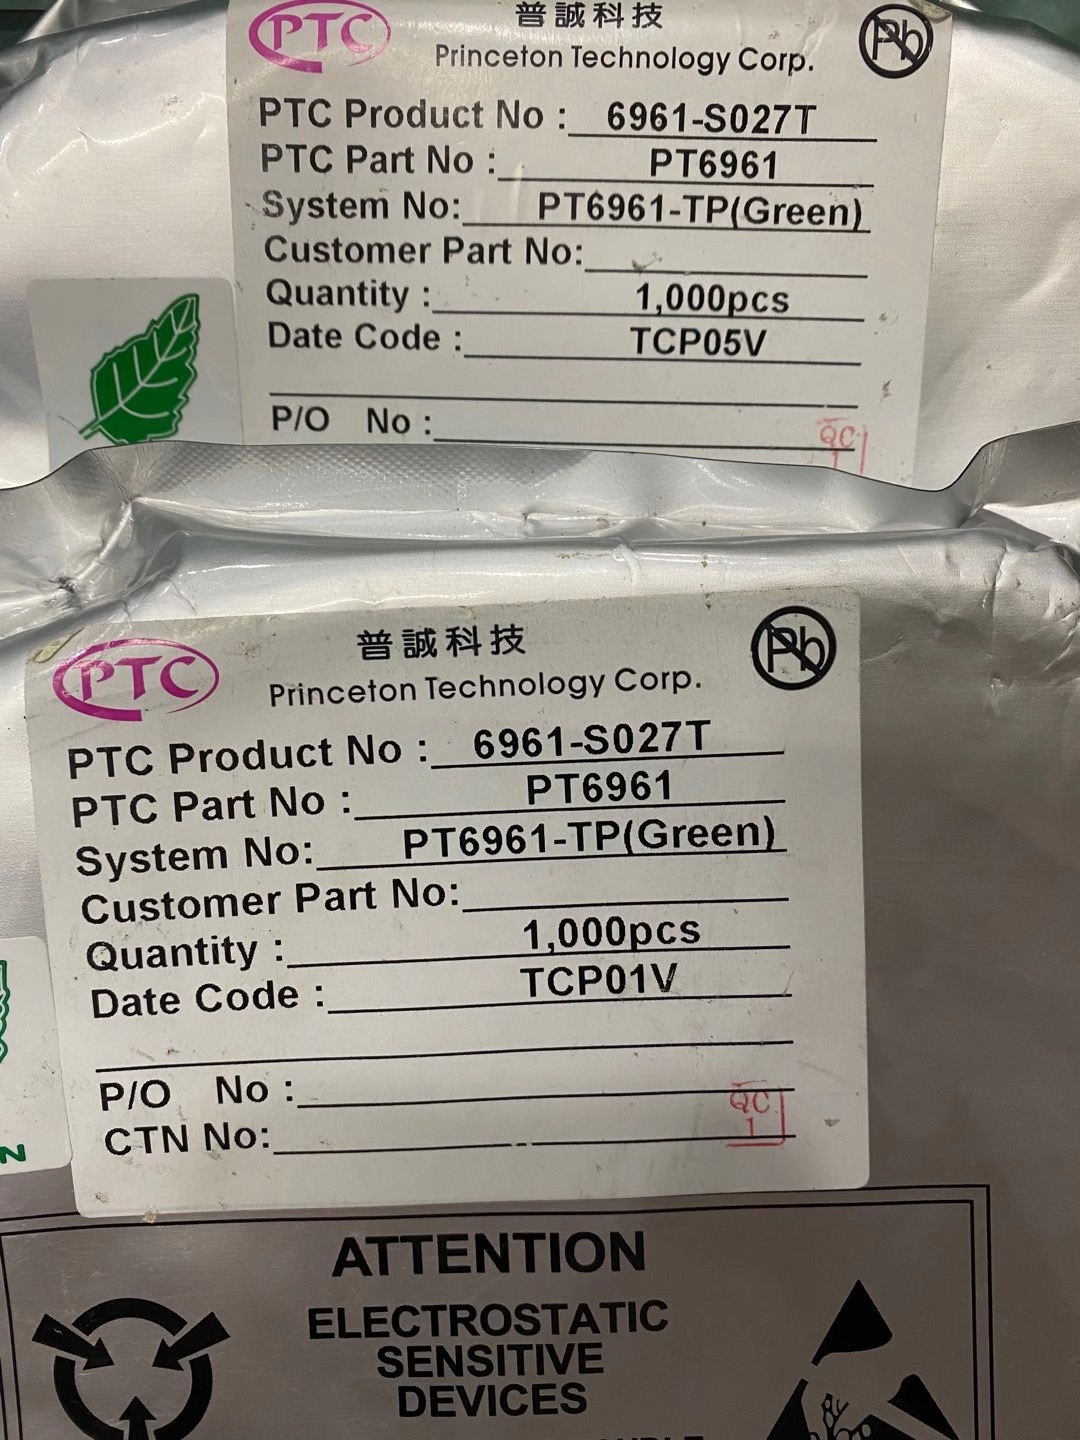 PTC
普誠科技
Princeton Technology Corp.
Pb
PTC Product No : 6961-S027T
PTC Part No : PT6961
System No: PT6961-TP(Green)
Customer Part No:
Quantity : 1,000pcs
Date Code : TCP05V
P/O No :
QC
1
PTC
普誠科技
Princeton Technology Corp.
Pb
PTC Product No : 6961-S027T
PTC Part No : PT6961
System No: PT6961-TP(Green)
Customer Part No:
Quantity : 1,000pcs
Date Code : TCP01V
P/O No :
CTN No:
QC
1
N
ATTENTION
ELECTROSTATIC
SENSITIVE
DEVICES